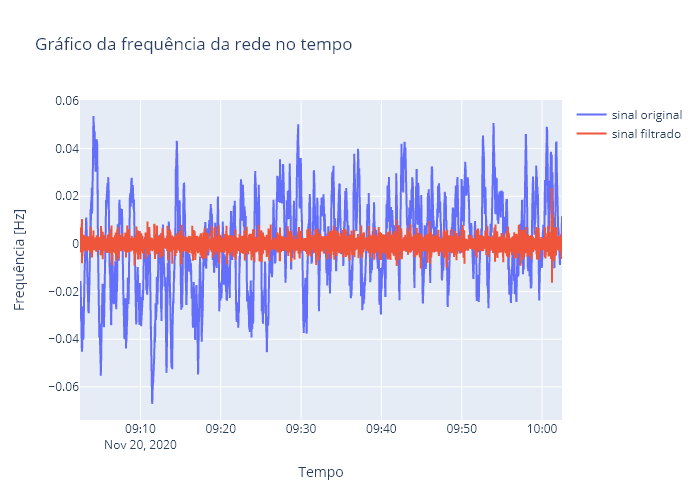 Gráfico da frequência da rede no tempo
sinal original
sinal filtrado
Frequência [Hz]
0.06
0.04
0.02
0
−0.02
−0.04
−0.06
09:10 09:20 09:30 09:40 09:50 10:00
Nov 20, 2020
Tempo